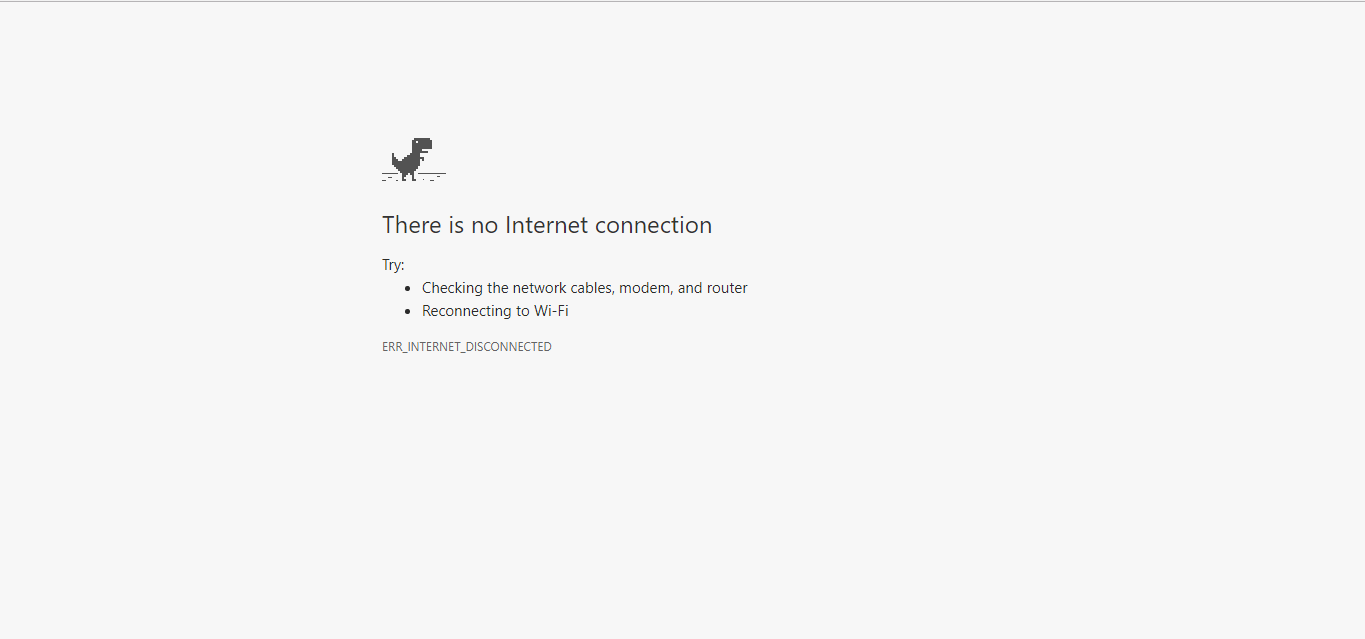 There is no Internet connection
Try:
Checking the network cables, modem, and router
Reconnecting to Wi-Fi
ERR_INTERNET_DISCONNECTED